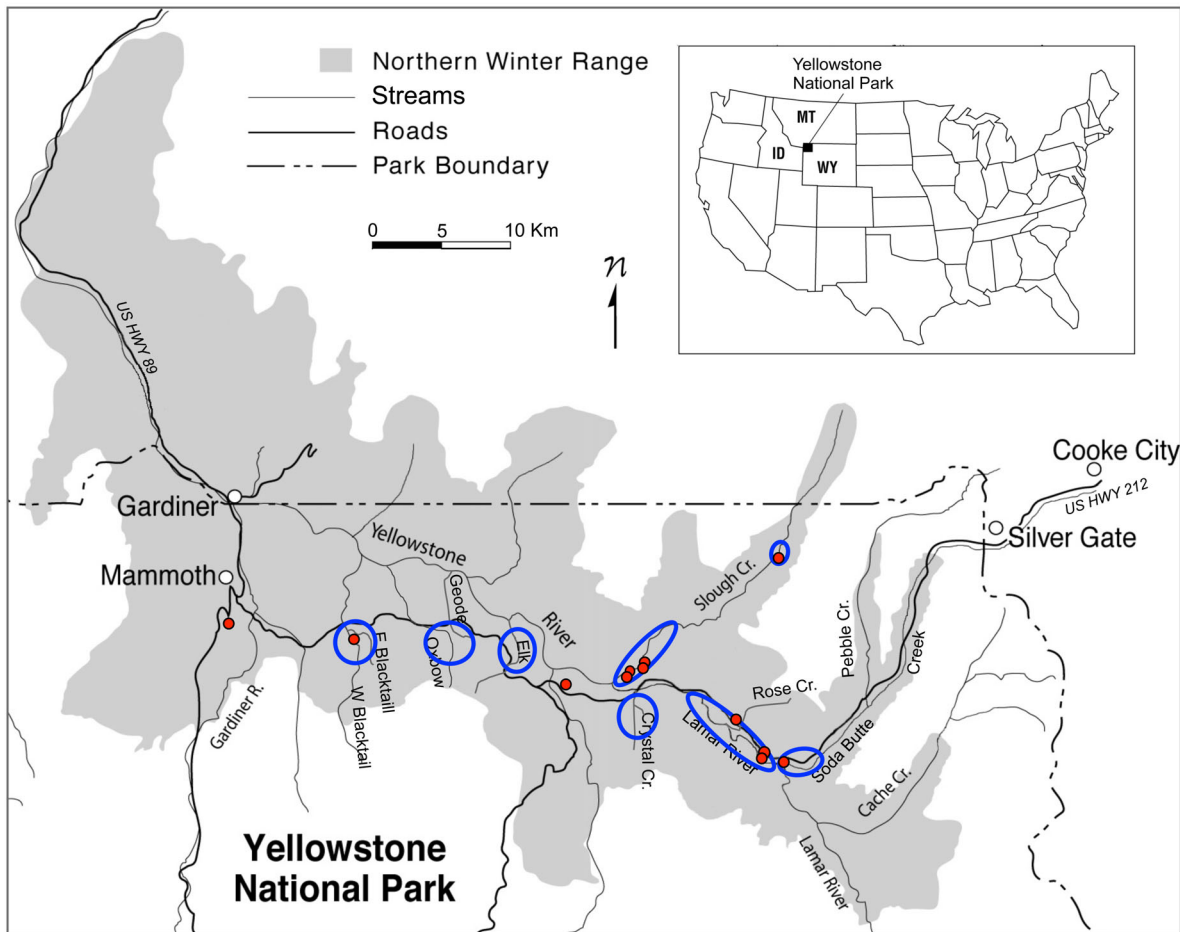 Northern Winter Range
Streams
Roads
Park Boundary
0 5 10 Km
n
Yellowstone
National Park
MT
ID
WY
US HWY 89
Cooke City
US HWY 212
Silver Gate
Gardiner
Mammoth
Yellowstone
River
Geode
Oxbow
Elk
E Blacktaill
W Blacktail
Gardiner R.
Slough Cr.
Crystal Cr.
Rose Cr.
Lamar River
Pebble Cr.
Soda Butte
Creek
Cache Cr.
Lamar River
Yellowstone
National Park